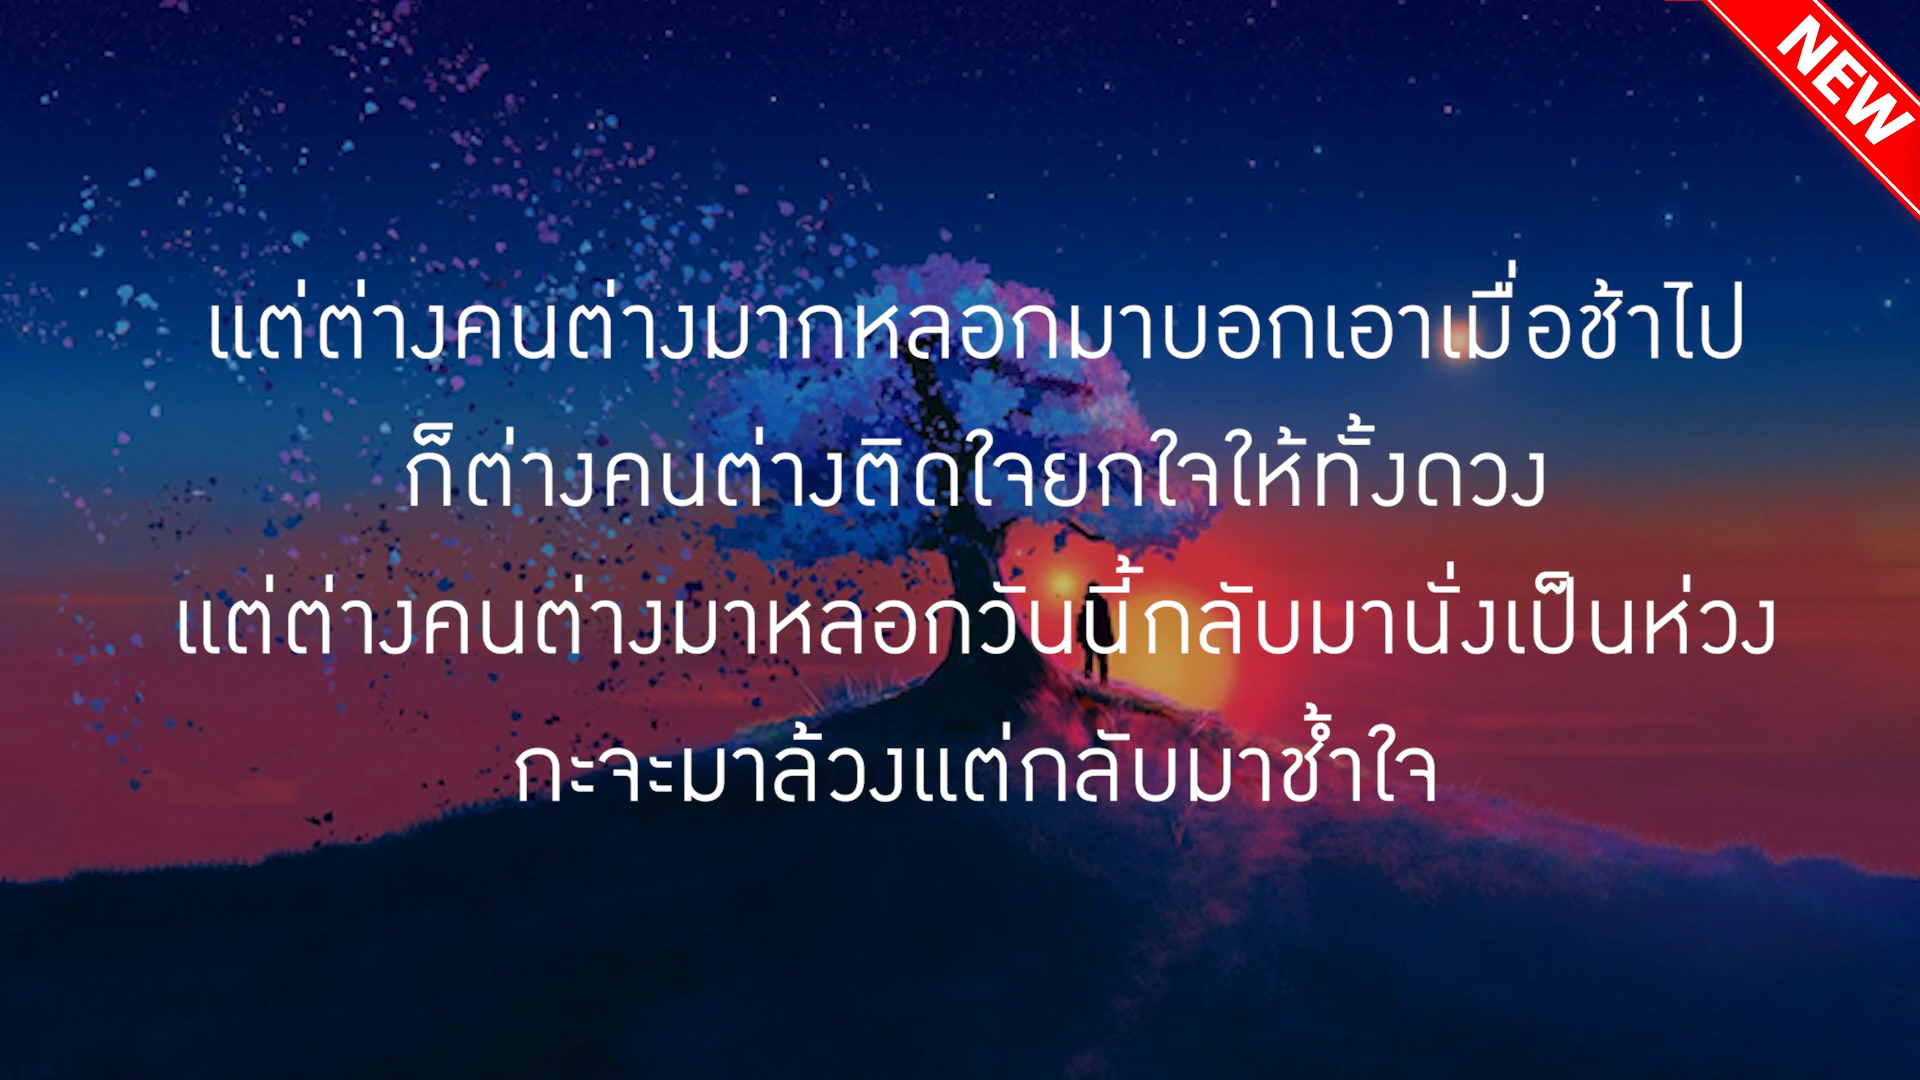 NEW
แต่ต่างคนต่างมากหลอกมาบอกเอาเมื่อช้าไป
ก็ต่างคนต่างติดใจยกใจให้ทั้งดวง
แต่ต่างคนต่างมาหลอกวันนี้กลับมานั่งเป็นห่วง
กะจะมาล้วงแต่กลับมาช้ำใจ